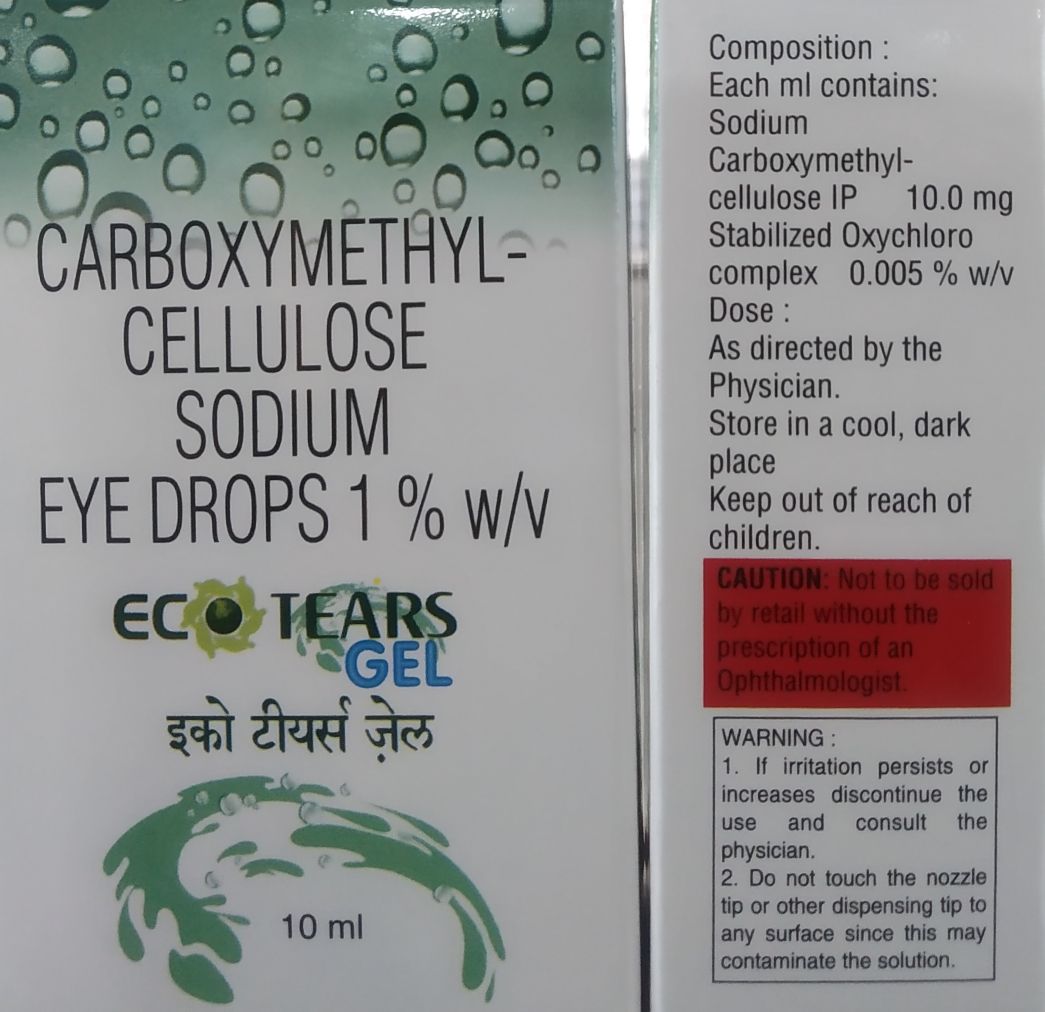 CARBOXYMETHYL-
CELLULOSE
SODIUM
EYE DROPS 1 % w/v
ECO TEARS
GEL
इको टीयर्स ज़ेल
10 ml
Composition :
Each ml contains:
Sodium
Carboxymethyl-
cellulose IP 10.0 mg
Stabilized Oxychloro
complex 0.005 % w/v
Dose :
As directed by the
Physician.
Store in a cool, dark
place
Keep out of reach of
children.
CAUTION: Not to be sold
by retail without the
prescription of an
Ophthalmologist.
WARNING :
1. If irritation persists or
increases discontinue the
use and consult the
physician.
2. Do not touch the nozzle
tip or other dispensing tip to
any surface since this may
contaminate the solution.